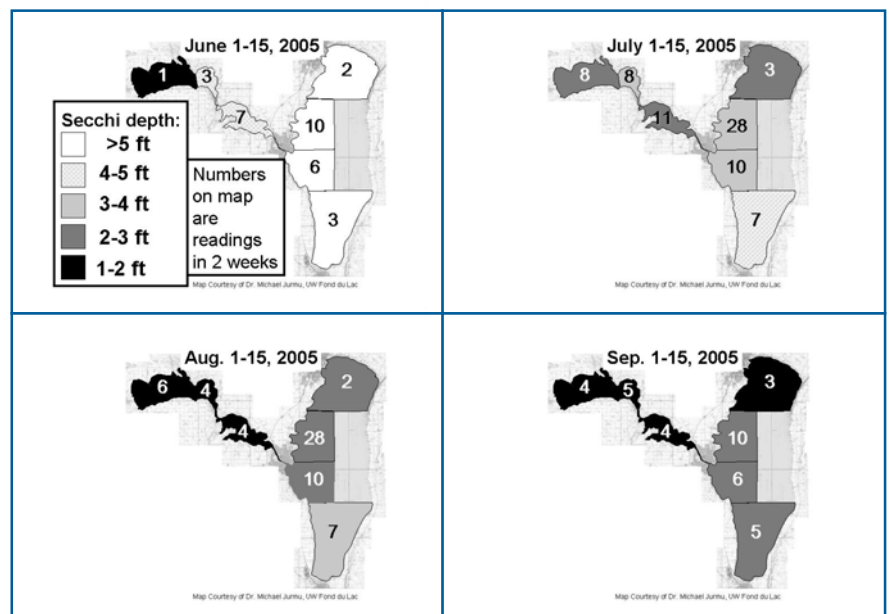 June 1-15, 2005
1
3
2
7
10
6
3
Secchi depth:
>5 ft
4-5 ft
3-4 ft
2-3 ft
1-2 ft
Numbers
on map
are
readings
in 2 weeks
Map Courtesy of Dr. Michael Jurmu, UW Fond du Lac
July 1-15, 2005
8
8
3
11
28
10
7
Map Courtesy of Dr. Michael Jurmu, UW Fond du Lac
Aug. 1-15, 2005
6
4
2
4
28
10
7
Map Courtesy of Dr. Michael Jurmu, UW Fond du Lac
Sep. 1-15, 2005
4
5
3
4
10
6
5
Map Courtesy of Dr. Michael Jurmu, UW Fond du Lac